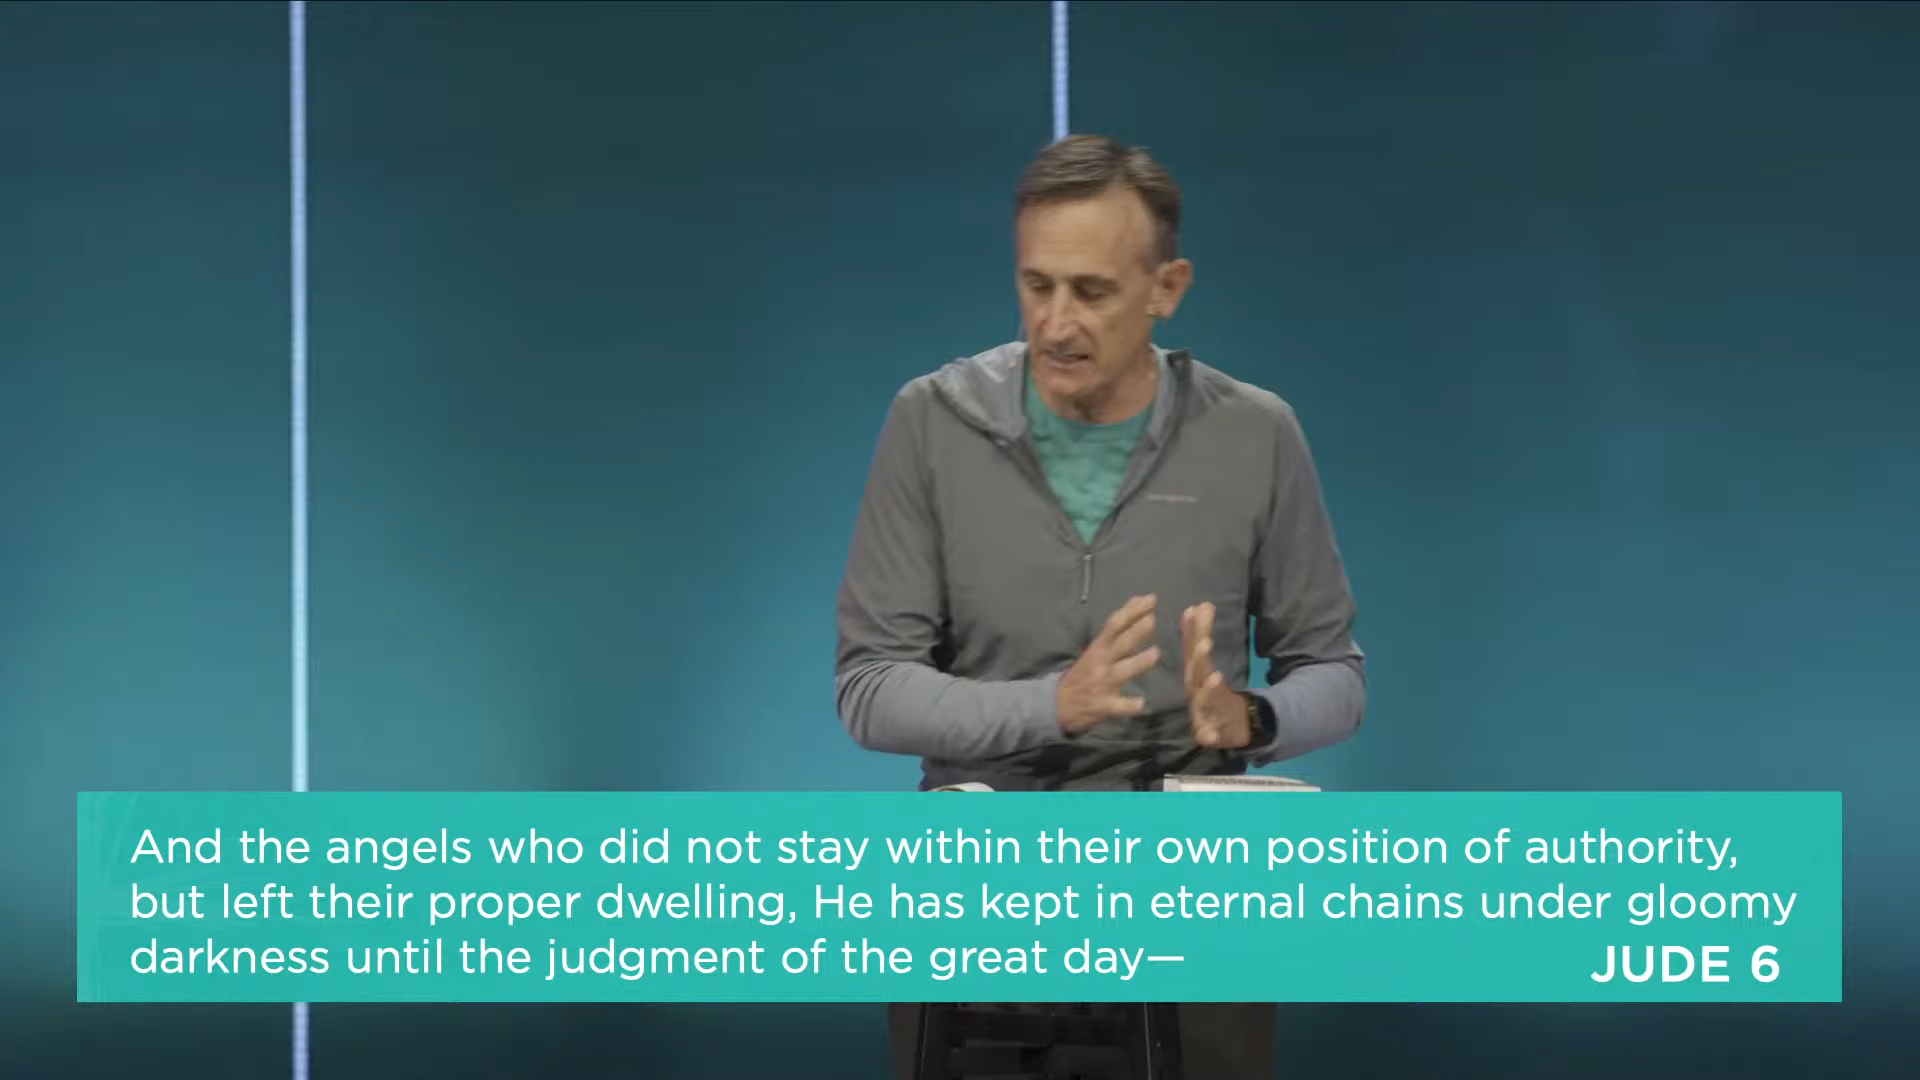 And the angels who did not stay within their own position of authority,
but left their proper dwelling, He has kept in eternal chains under gloomy
darkness until the judgment of the great day—
JUDE 6